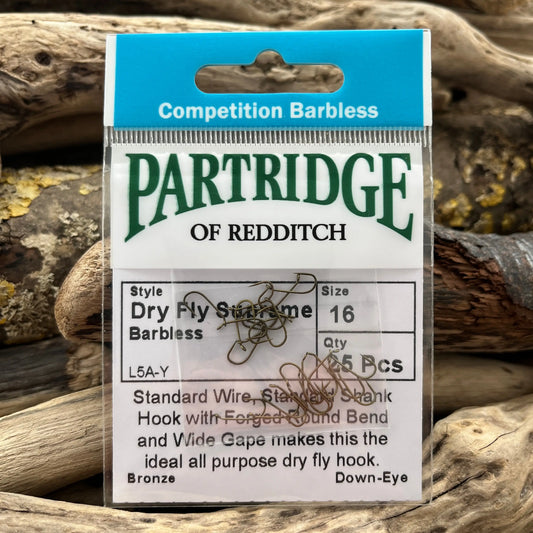 Competition Barbless
PARTRIDGE
OF REDDITCH
Style
Dry Fly Supreme
Barbless
L5A-Y
Size
16
Qty
25 Pcs
Standard Wire, Standard Shank
Hook with Forged Round Bend
and Wide Gape makes this the
ideal all purpose dry fly hook.
Bronze
Down-Eye